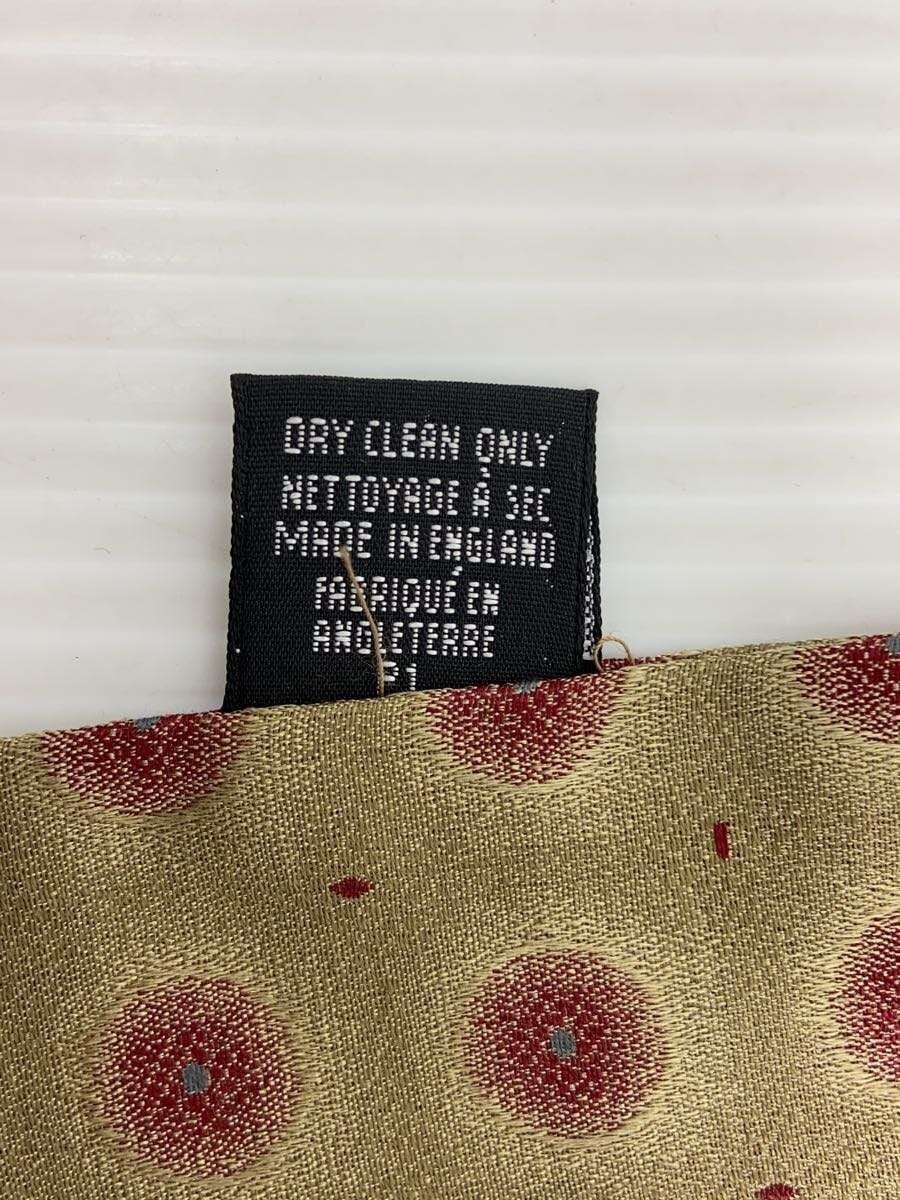 DRY CLEAN ONLY
NETTOYAGE À SEC
MADE IN ENGLAND
FABRIQUÉ EN
ANGLETERRE